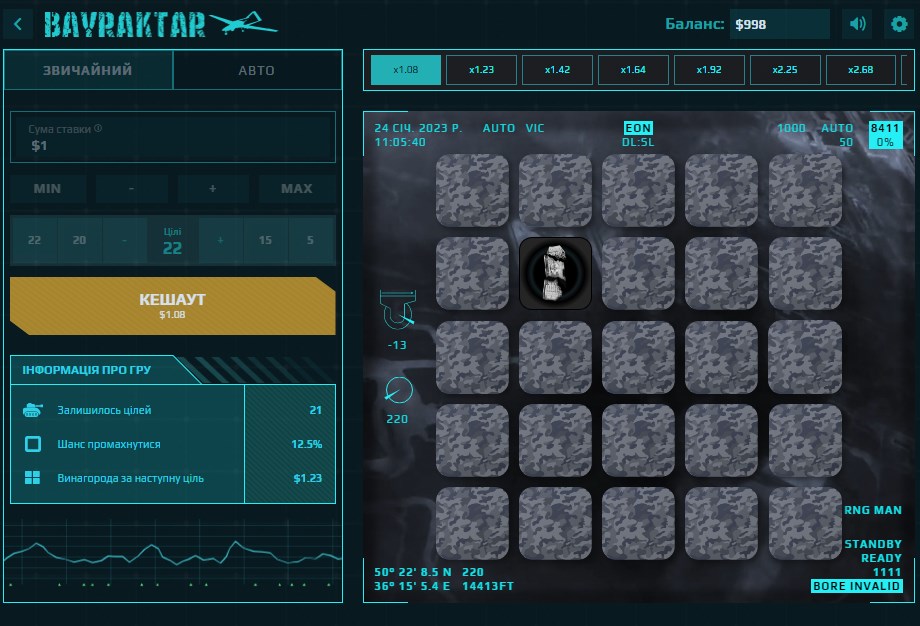 BAYRAKTAR
Баланс: $998
ЗВИЧАЙНИЙ АВТО
Сума ставки
$1
MIN - + MAX
22 20 - Цілі 22 + 15 5
КЕШАУТ
$1.08
ІНФОРМАЦІЯ ПРО ГРУ
Залишилось цілей 21
Шанс промахнутися 12.5%
Винагорода за наступну ціль $1.23
x1.08 x1.23 x1.42 x1.64 x1.92 x2.25 x2.68
24 СІЧ. 2023 Р. AUTO VIC EON 1000 AUTO 8411
11:05:40 DL:SL 50 0%
-13
220
RNG MAN
STANDBY
READY
50º 22' 8.5 N 220 1111
36º 15' 5.4 E 14413FT BORE INVALID